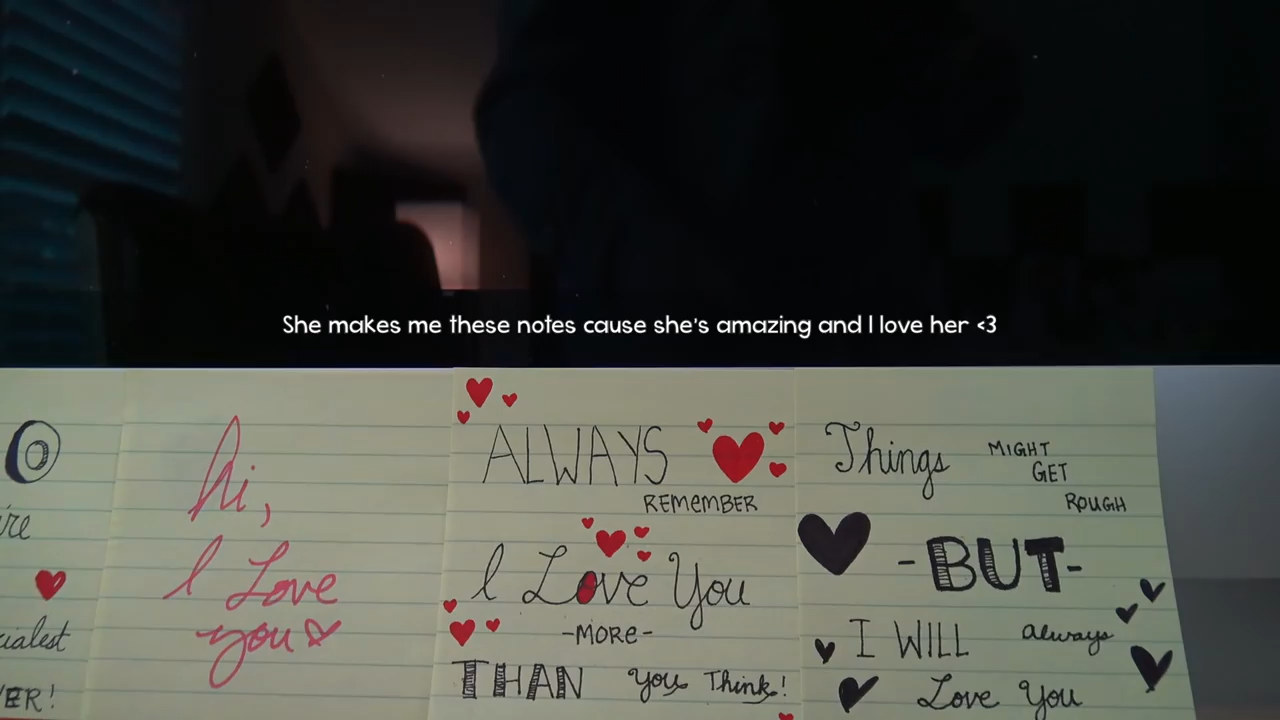 She makes me these notes cause she's amazing and I love her <3
hi,
I Love
you
ALWAYS
REMEMBER
I Love You
-MORE-
THAN you Think!
Things MIGHT
GET
ROUGH
-BUT-
I WILL always
Love You